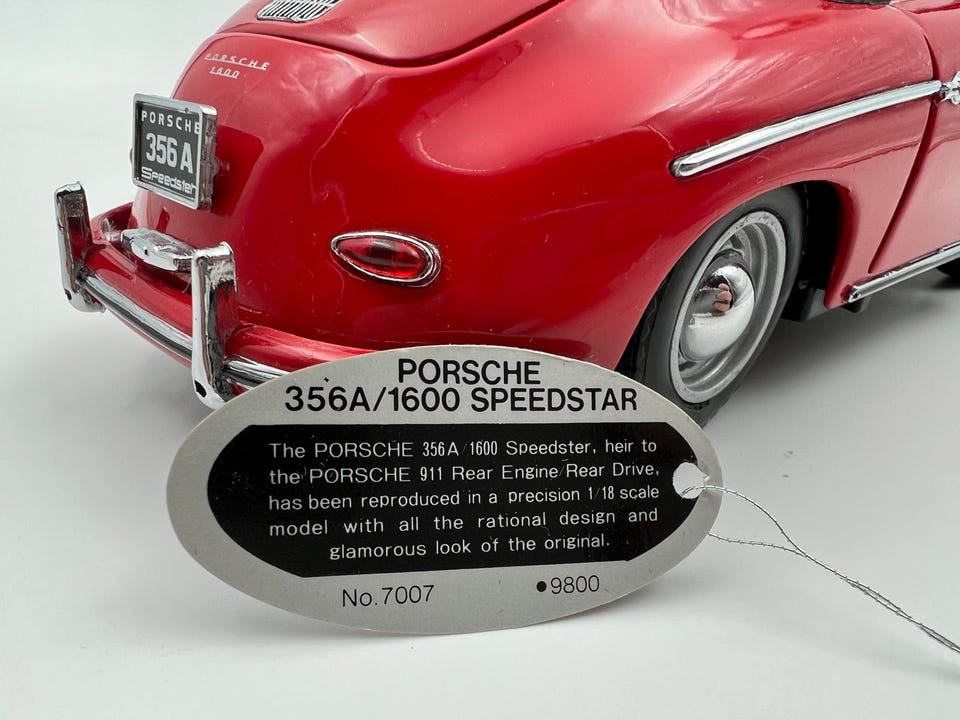 PORSCHE
1600
PORSCHE
356 A
Speedster
PORSCHE
356A/1600 SPEEDSTAR
The PORSCHE 356A/1600 Speedster, heir to
the PORSCHE 911 Rear Engine/Rear Drive,
has been reproduced in a precision 1/18 scale
model with all the rational design and
glamorous look of the original.
No.7007 •9800